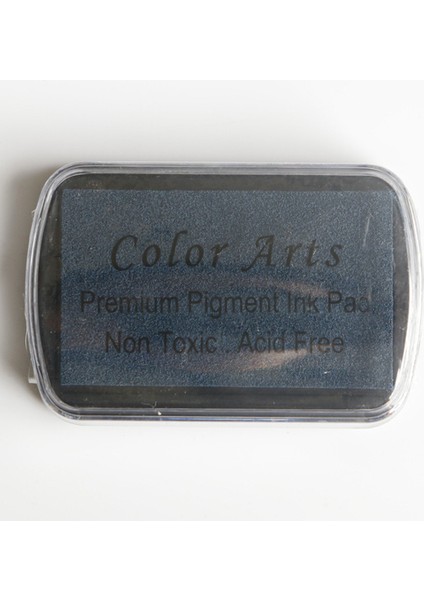 Color Arts
Premium Pigment Ink Pad
Non Toxic . Acid Free